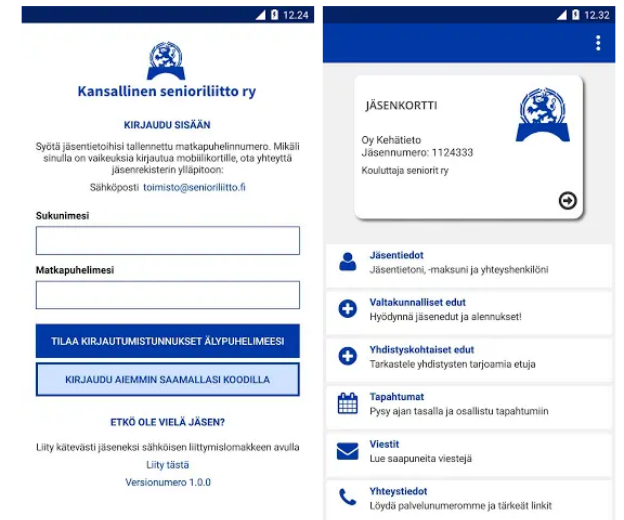 12.24
Kansallinen senioriliitto ry
KIRJAUDU SISÄÄN
Syötä jäsentietoihisi tallennettu matkapuhelinnumero. Mikäli
sinulla on vaikeuksia kirjautua mobiilikortille, ota yhteyttä
jäsenrekisterin ylläpitoon:
Sähköposti toimisto@senioriliitto.fi
Sukunimesi
Matkapuhelimesi
TILAA KIRJAUTUMISTUNNUKSET ÄLYPUHELIMEESI
KIRJAUDU AIEMMIN SAAMALLASI KOODILLA
ETKÖ OLE VIELÄ JÄSEN?
Liity kätevästi jäseneksi sähköisen liittymislomakkeen avulla
Liity tästä
Versionumero 1.0.0
12.32
JÄSENKORTTI
Oy Kehätieto
Jäsennumero: 1124333
Kouluttaja seniorit ry
Jäsentiedot
Jäsentietoni, -maksuni ja yhteyshenkilöni
Valtakunnalliset edut
Hyödynnä jäsenedut ja alennukset!
Yhdistyskohtaiset edut
Tarkastele yhdistysten tarjoamia etuja
Tapahtumat
Pysy ajan tasalla ja osallistu tapahtumiin
Viestit
Lue saapuneita viestejä
Yhteystiedot
Löydä palvelunumeromme ja tärkeät linkit